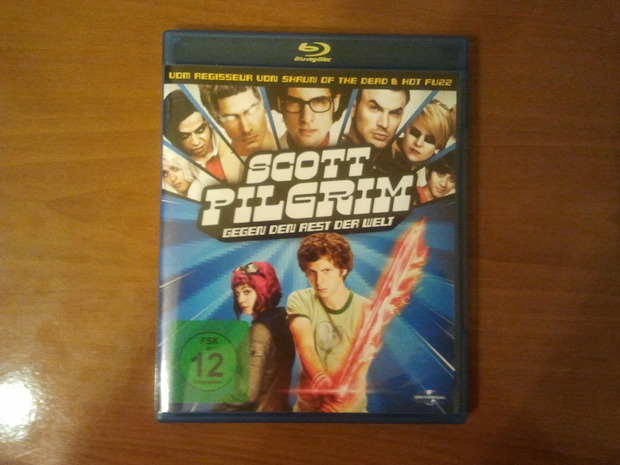 Blu-ray Disc
VOM REGISSEUR VON SHAUN OF THE DEAD & HOT FUZZ
SCOTT
PILGRIM
GEGEN DEN REST DER WELT
FSK
12
UNIVERSAL